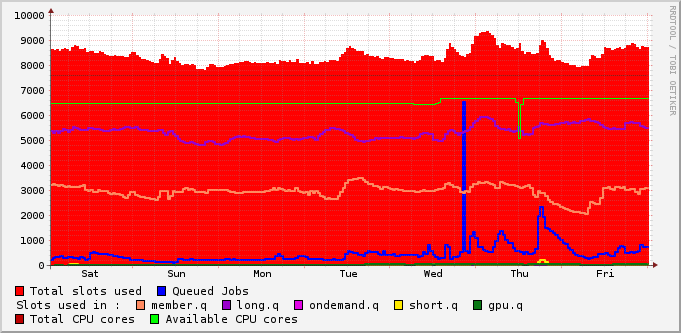 10000
9000
8000
7000
6000
5000
4000
3000
2000
1000
0
Sat Sun Mon Tue Wed Thu Fri
Total slots used Queued Jobs
Slots used in : member.q long.q ondemand.q short.q gpu.q
Total CPU cores Available CPU cores
RRDTOOL / TOBI OETIKER